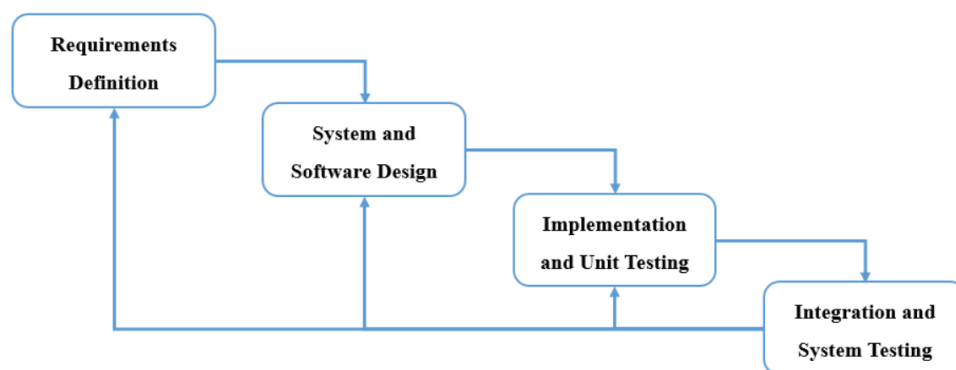 Requirements
Definition
System and
Software Design
Implementation
and Unit Testing
Integration and
System Testing